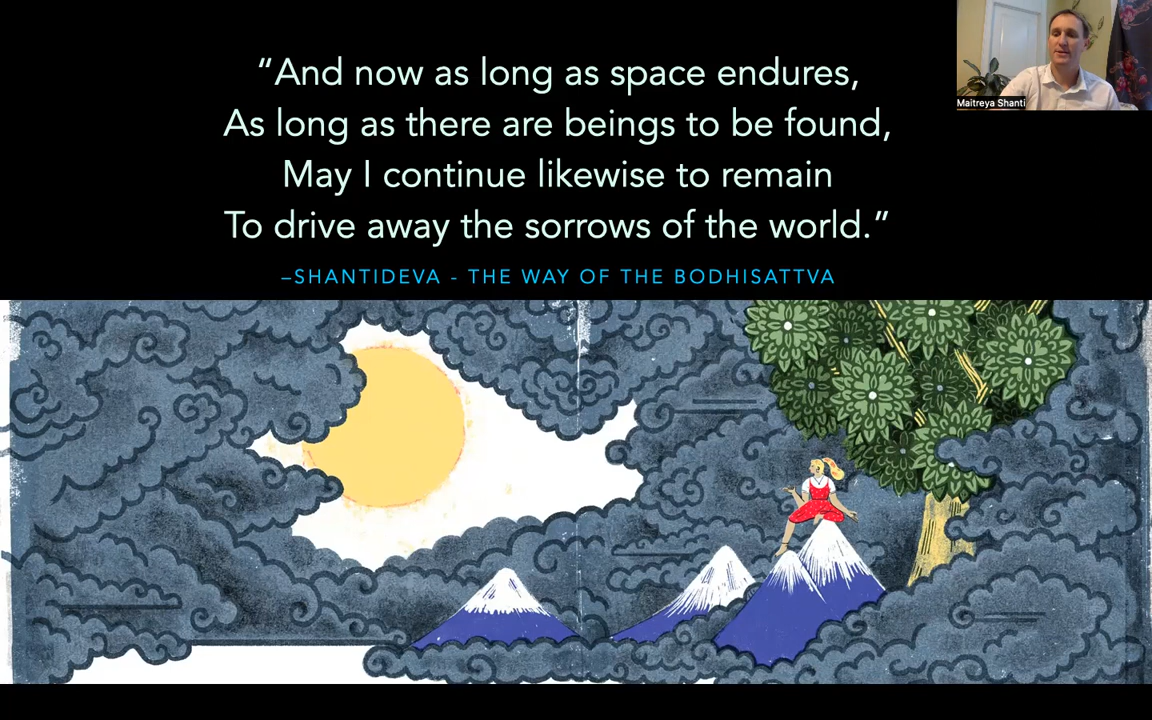 “And now as long as space endures,
As long as there are beings to be found,
May I continue likewise to remain
To drive away the sorrows of the world.”
–SHANTIDEVA - THE WAY OF THE BODHISATTVA
Maitreya Shanti